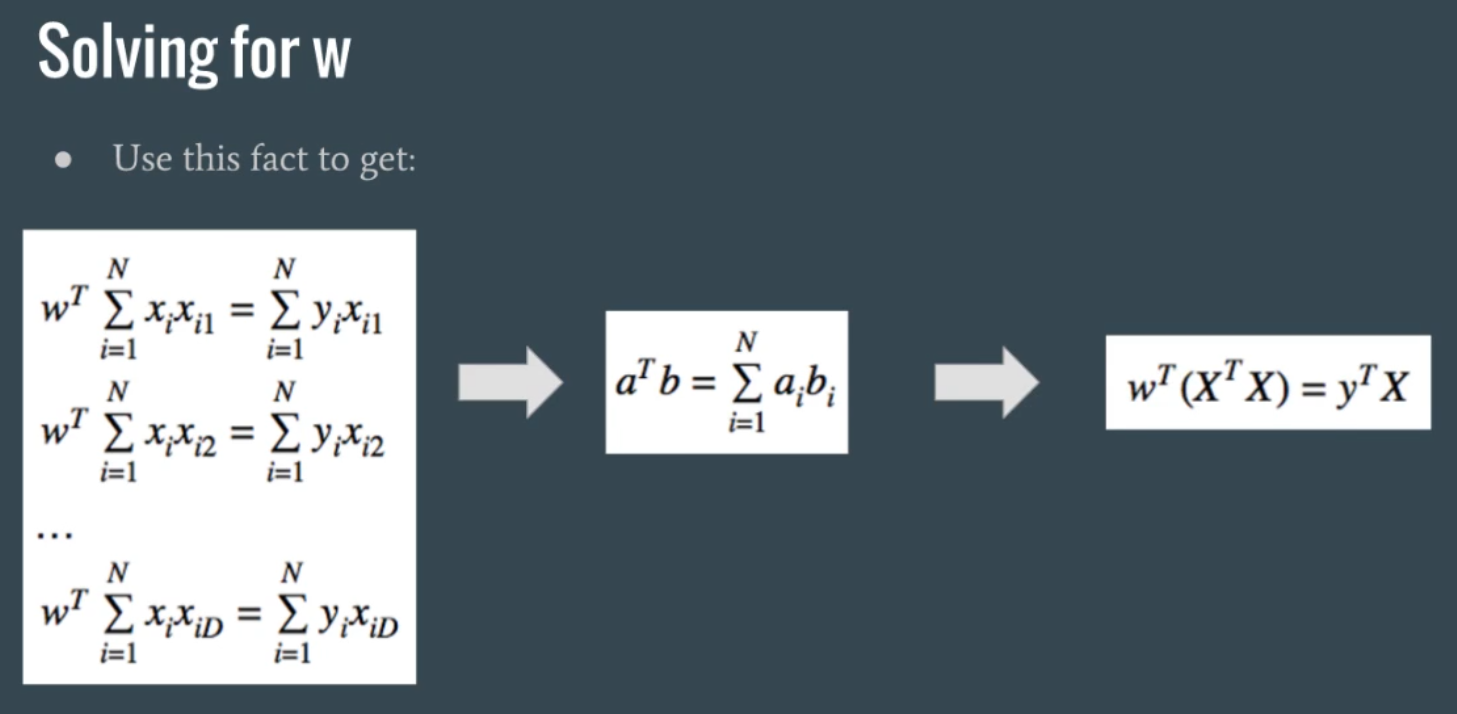 Solving for w
● Use this fact to get:
$w^T \sum_{i=1}^{N} x_i x_{i1} = \sum_{i=1}^{N} y_i x_{i1}$
$w^T \sum_{i=1}^{N} x_i x_{i2} = \sum_{i=1}^{N} y_i x_{i2}$
...
$w^T \sum_{i=1}^{N} x_i x_{iD} = \sum_{i=1}^{N} y_i x_{iD}$
$a^T b = \sum_{i=1}^{N} a_i b_i$
$w^T (X^T X) = y^T X$